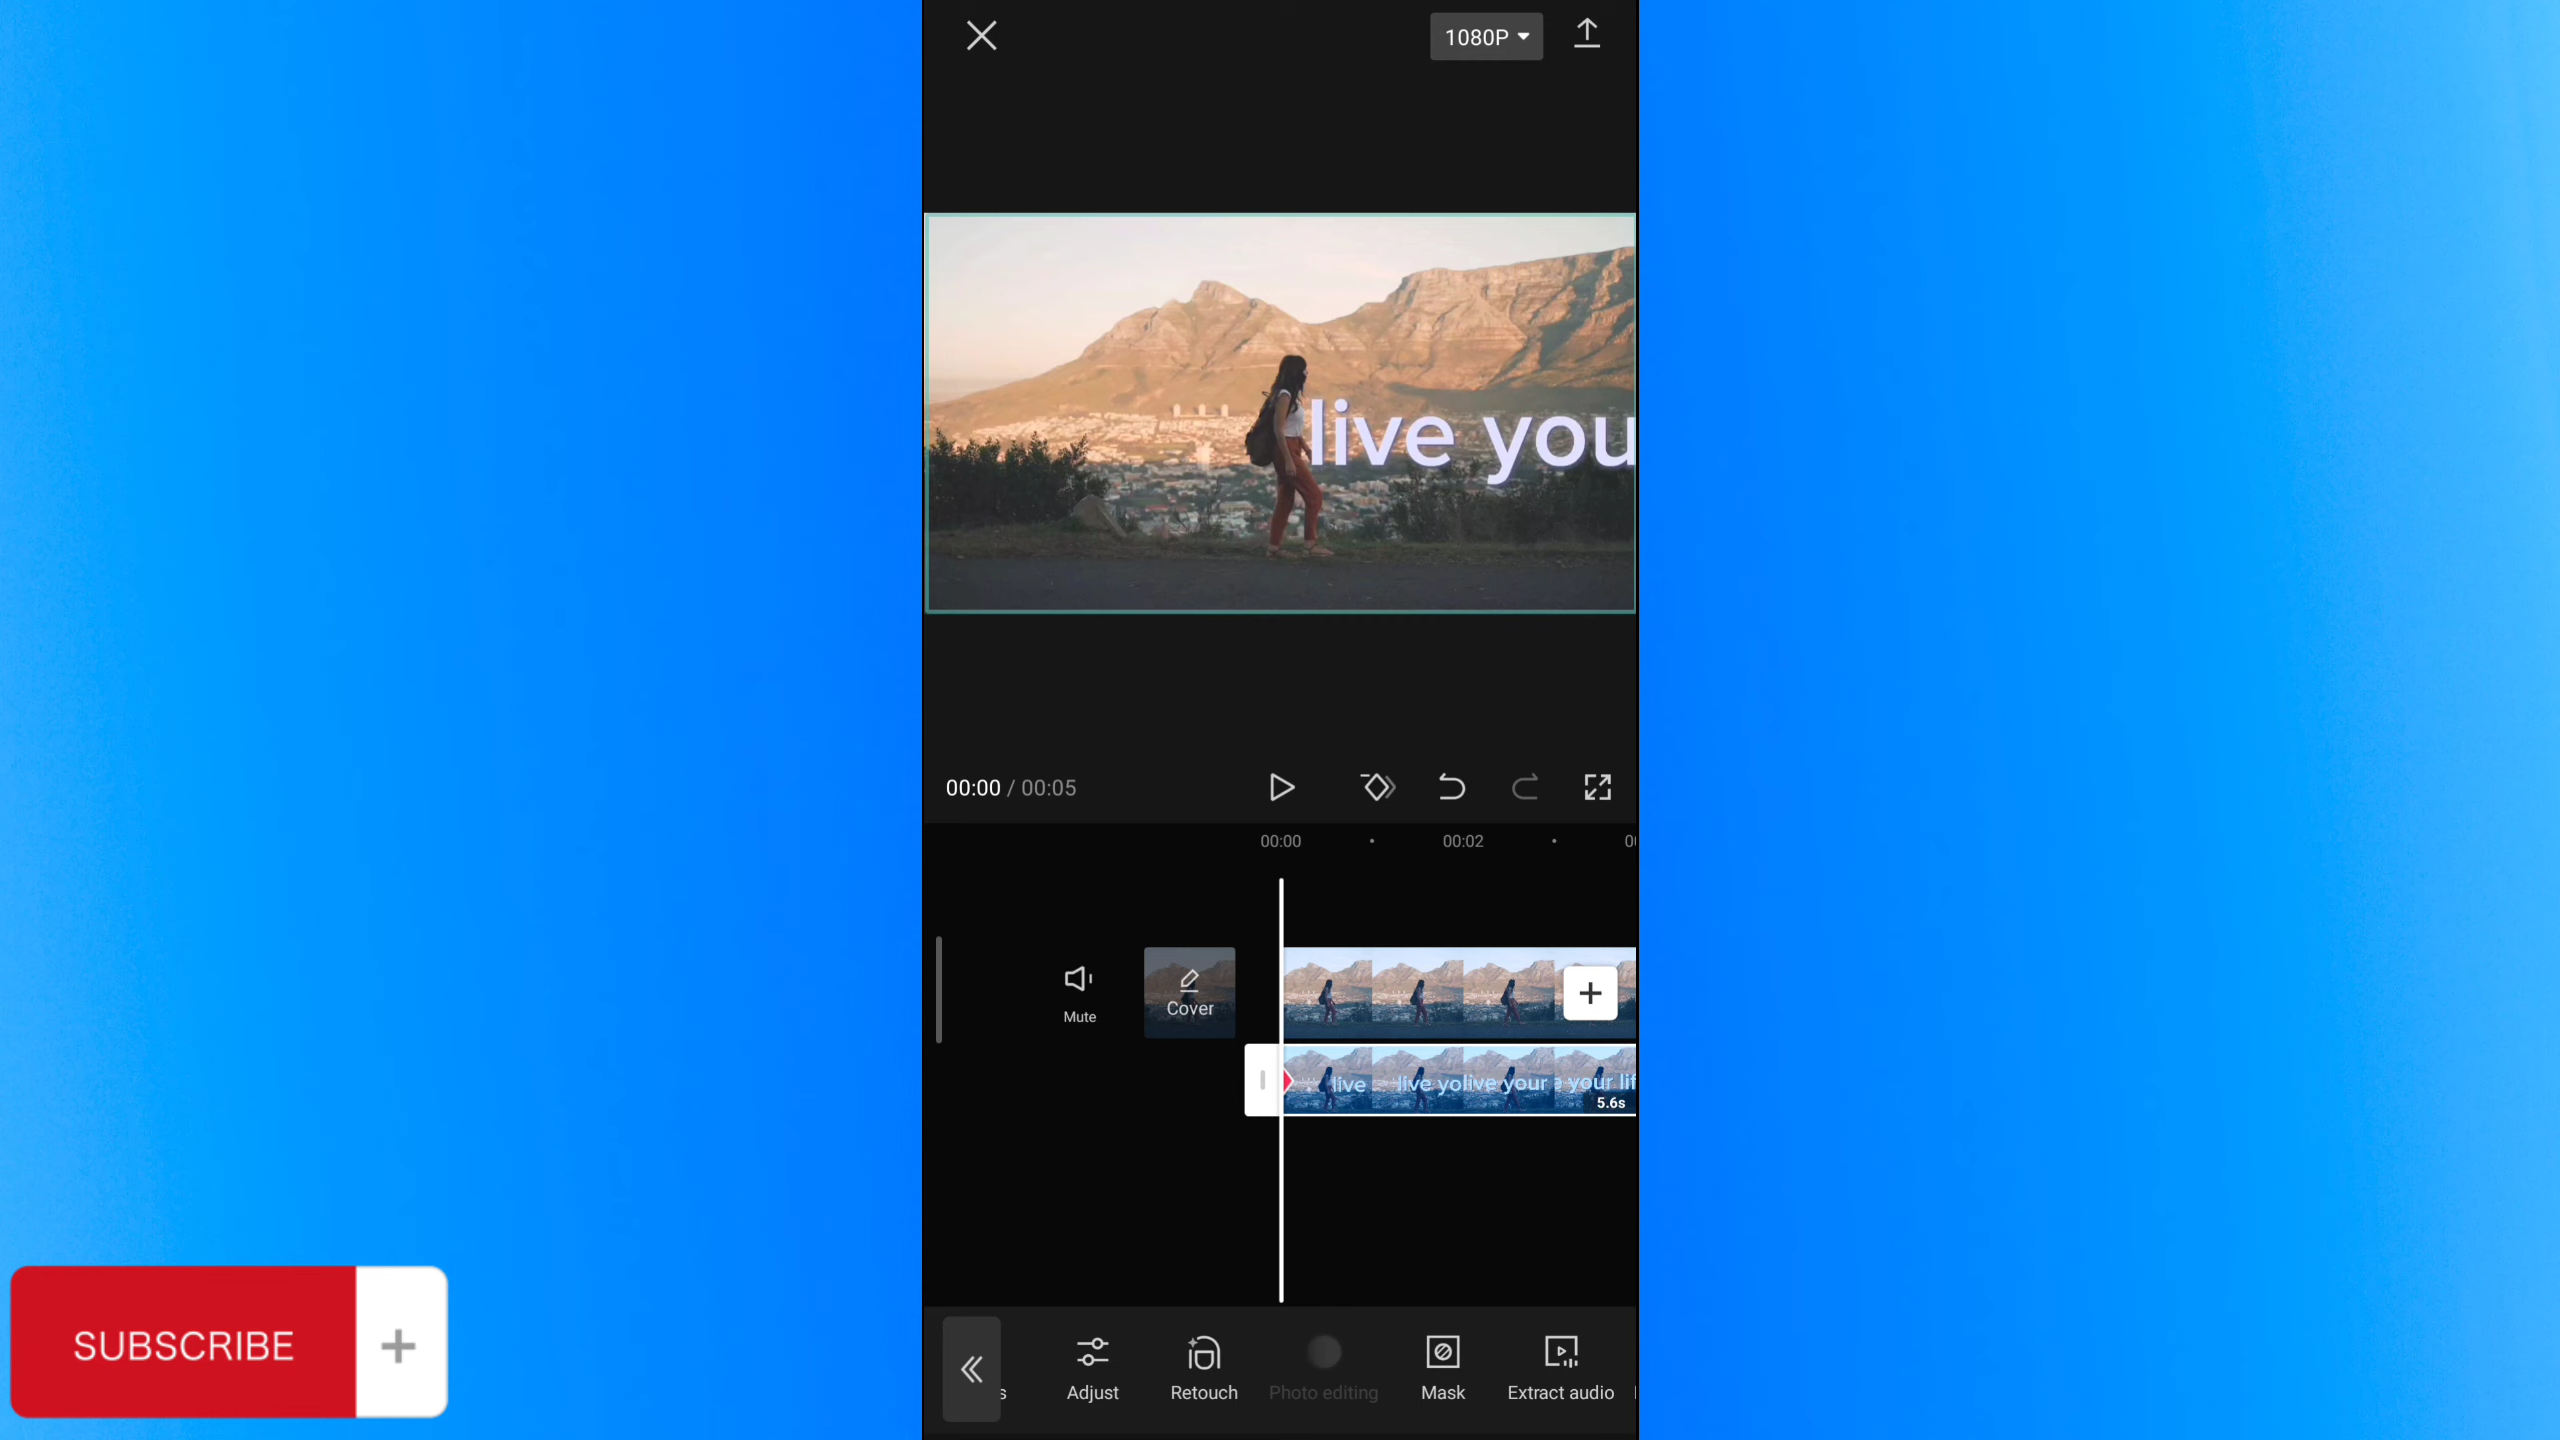 1080P
live you
00:00 / 00:05
00:00
00:02
Mute
Cover
live
live yo
live your
e your lif
5.6s
SUBSCRIBE
s
Adjust
Retouch
Photo editing
Mask
Extract audio